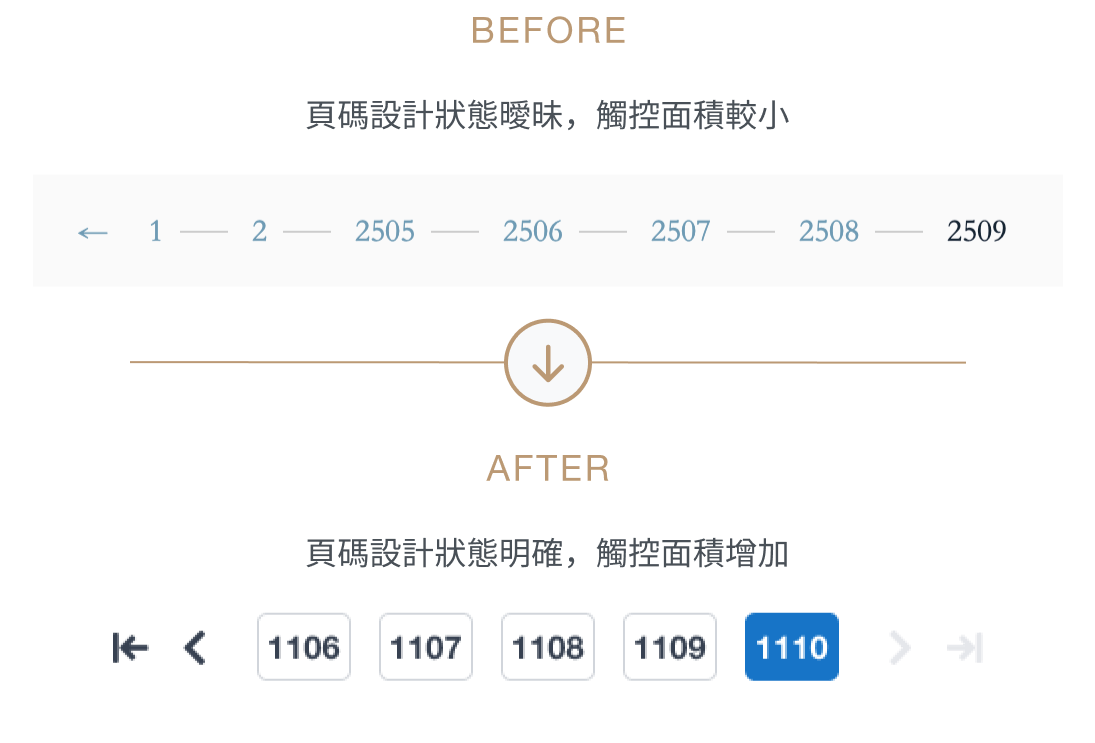 BEFORE
頁碼設計狀態曖昧，觸控面積較小
← 1 — 2 — 2505 — 2506 — 2507 — 2508 — 2509
AFTER
頁碼設計狀態明確，觸控面積增加
1106 1107 1108 1109 1110